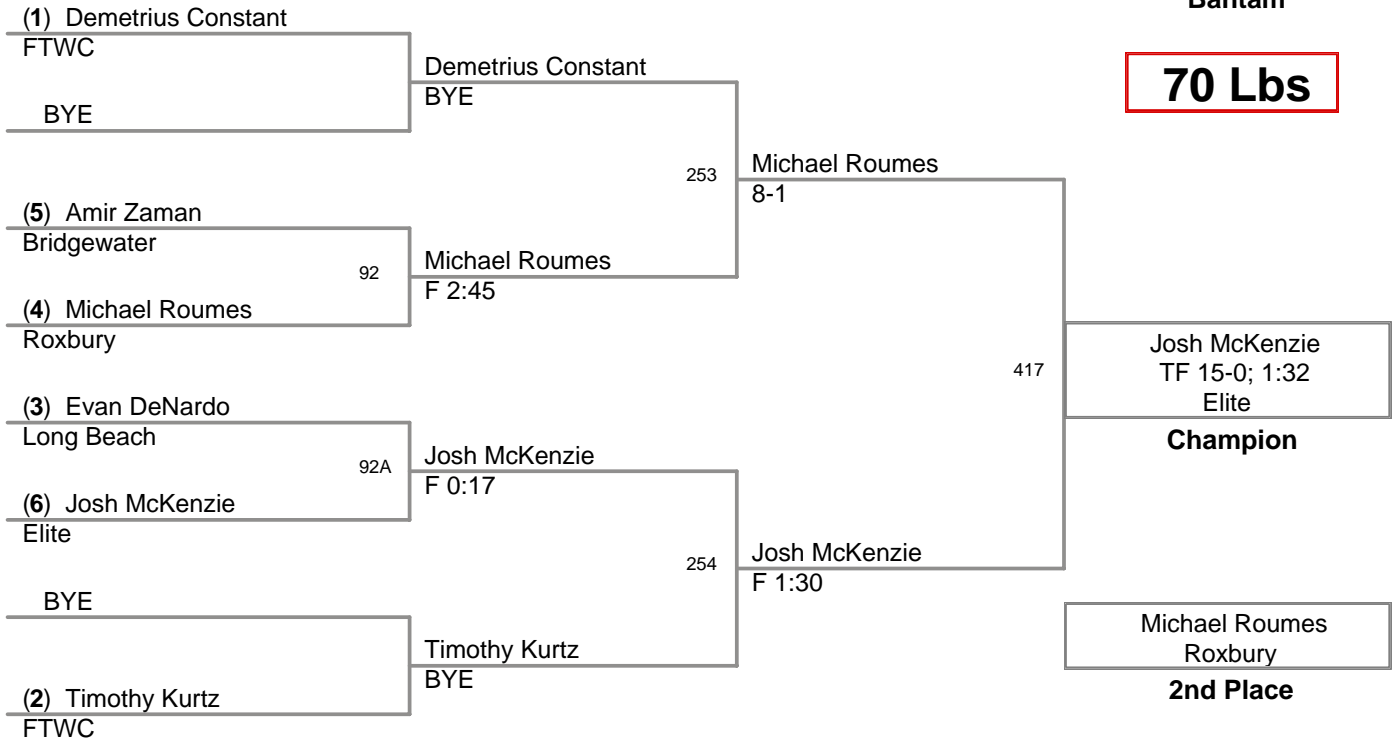 Bantam
70 Lbs
(1) Demetrius Constant
FTWC
BYE
(5) Amir Zaman
Bridgewater
(4) Michael Roumes
Roxbury
(3) Evan DeNardo
Long Beach
(6) Josh McKenzie
Elite
BYE
(2) Timothy Kurtz
FTWC
92
92A
Demetrius Constant
BYE
Michael Roumes
F 2:45
Josh McKenzie
F 0:17
Timothy Kurtz
BYE
253
254
Michael Roumes
8-1
Josh McKenzie
F 1:30
417
Josh McKenzie
TF 15-0; 1:32
Elite
Champion
Michael Roumes
Roxbury
2nd Place